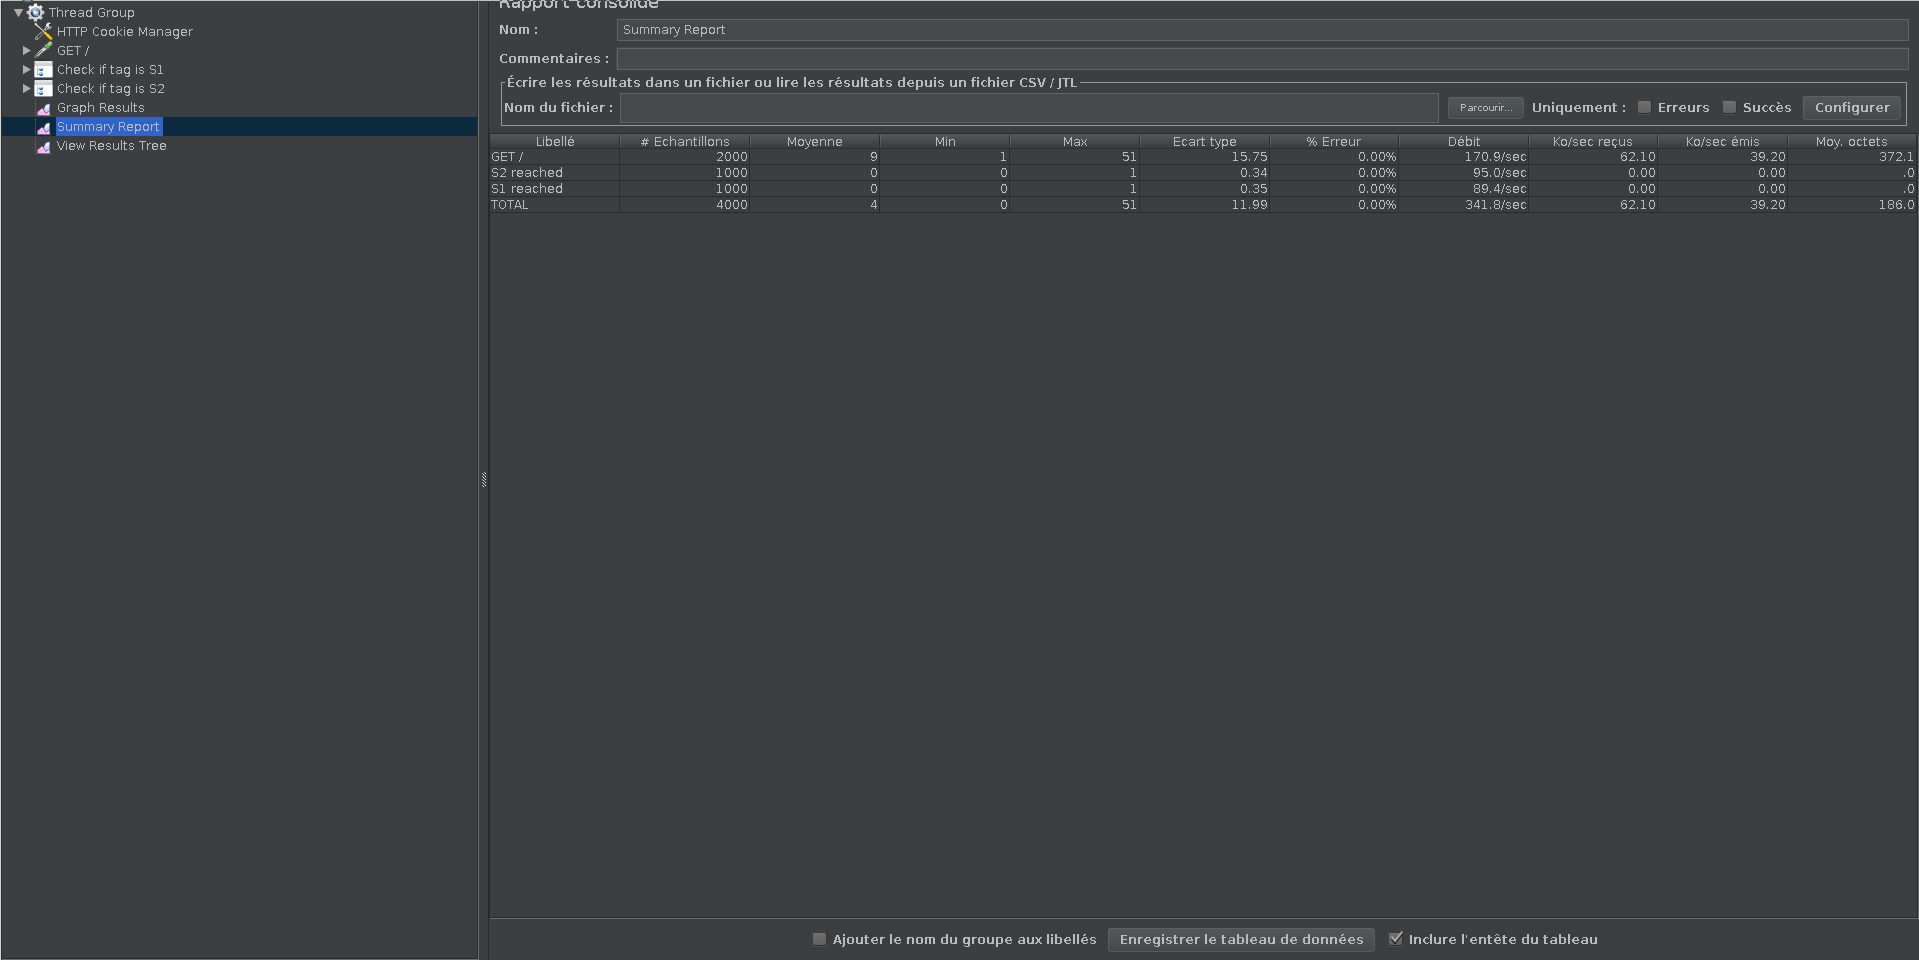 Thread Group
HTTP Cookie Manager
GET /
Check if tag is S1
Check if tag is S2
Graph Results
Summary Report
View Results Tree
Rapport consolidé
Nom : Summary Report
Commentaires :
Écrire les résultats dans un fichier ou lire les résultats depuis un fichier CSV / JTL
Nom du fichier : Parcourir... Uniquement : Erreurs Succès Configurer
Libellé # Echantillons Moyenne Min Max Ecart type % Erreur Débit Ko/sec reçus Ko/sec émis Moy. octets
GET / 2000 9 1 51 15.75 0.00% 170.9/sec 62.10 39.20 372.1
S2 reached 1000 0 0 1 0.34 0.00% 95.0/sec 0.00 0.00 .0
S1 reached 1000 0 0 1 0.35 0.00% 89.4/sec 0.00 0.00 .0
TOTAL 4000 4 0 51 11.99 0.00% 341.8/sec 62.10 39.20 186.0
Ajouter le nom du groupe aux libellés Enregistrer le tableau de données Inclure l'entête du tableau